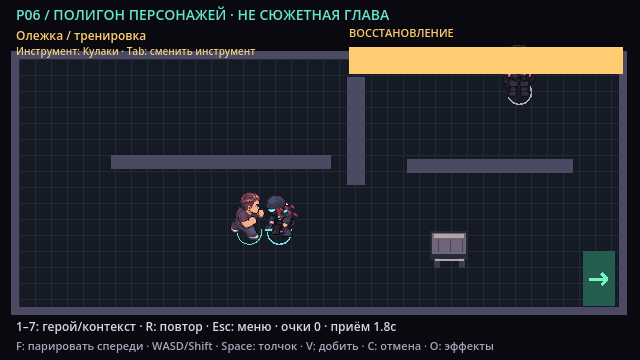 P06 / ПОЛИГОН ПЕРСОНАЖЕЙ · НЕ СЮЖЕТНАЯ ГЛАВА
Олежка / тренировка
ВОССТАНОВЛЕНИЕ
Инструмент: Кулаки · Tab: сменить инструмент
→
1–7: герой/контекст · R: повтор · Esc: меню · очки 0 · приём 1.8с
F: парировать спереди · WASD/Shift · Space: толчок · V: добить · C: отмена · O: эффекты